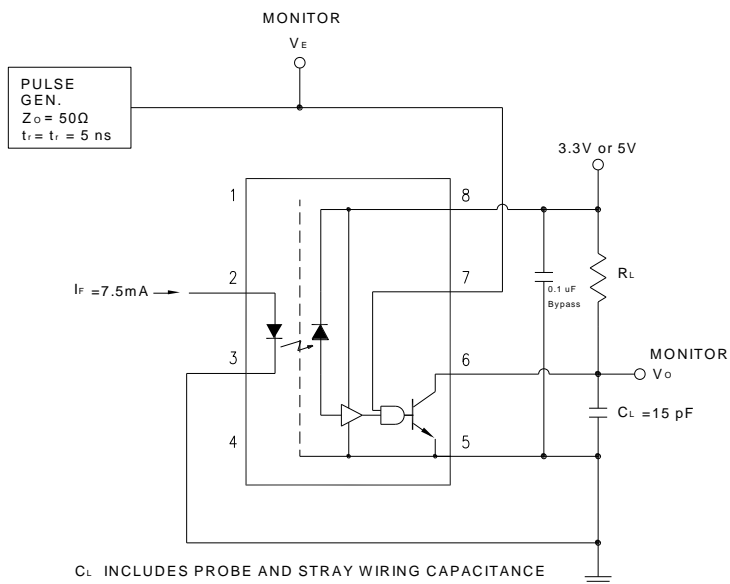 MONITOR
VE
PULSE
GEN.
ZO = 50Ω
tr = tr = 5 ns
3.3V or 5V
1
8
2
7
IF =7.5mA
0.1 uF
Bypass
RL
3
6
MONITOR
VO
CL =15 pF
4
5
CL INCLUDES PROBE AND STRAY WIRING CAPACITANCE